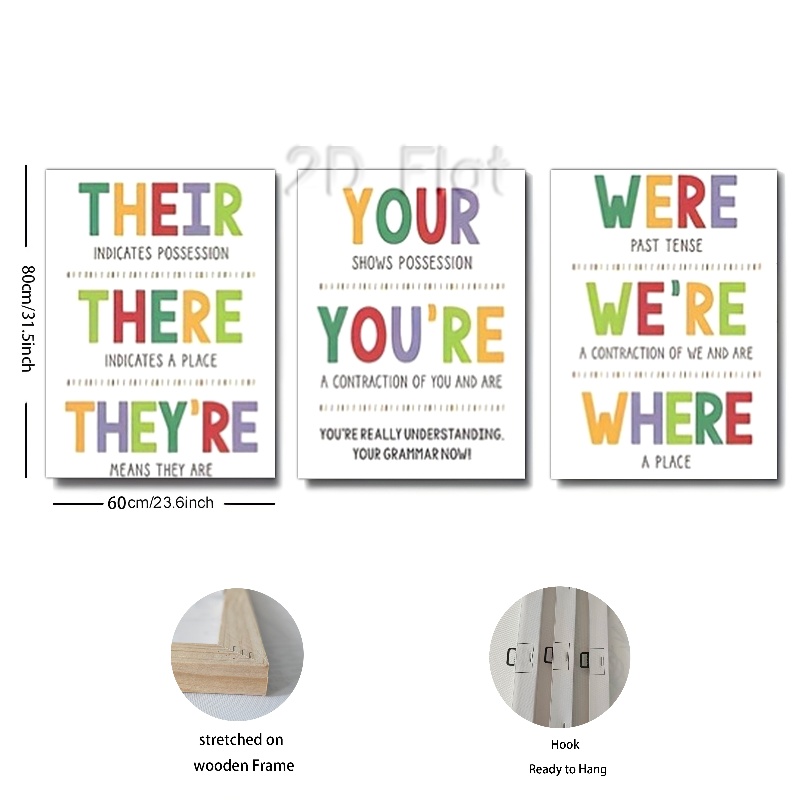 2D Flat
THEIR
INDICATES POSSESSION
THERE
INDICATES A PLACE
THEY'RE
MEANS THEY ARE
YOUR
SHOWS POSSESSION
YOU'RE
A CONTRACTION OF YOU AND ARE
YOU'RE REALLY UNDERSTANDING.
YOUR GRAMMAR NOW!
WERE
PAST TENSE
WE'RE
A CONTRACTION OF WE AND ARE
WHERE
A PLACE
80cm/31.5inch
60cm/23.6inch
stretched on
wooden Frame
Hook
Ready to Hang